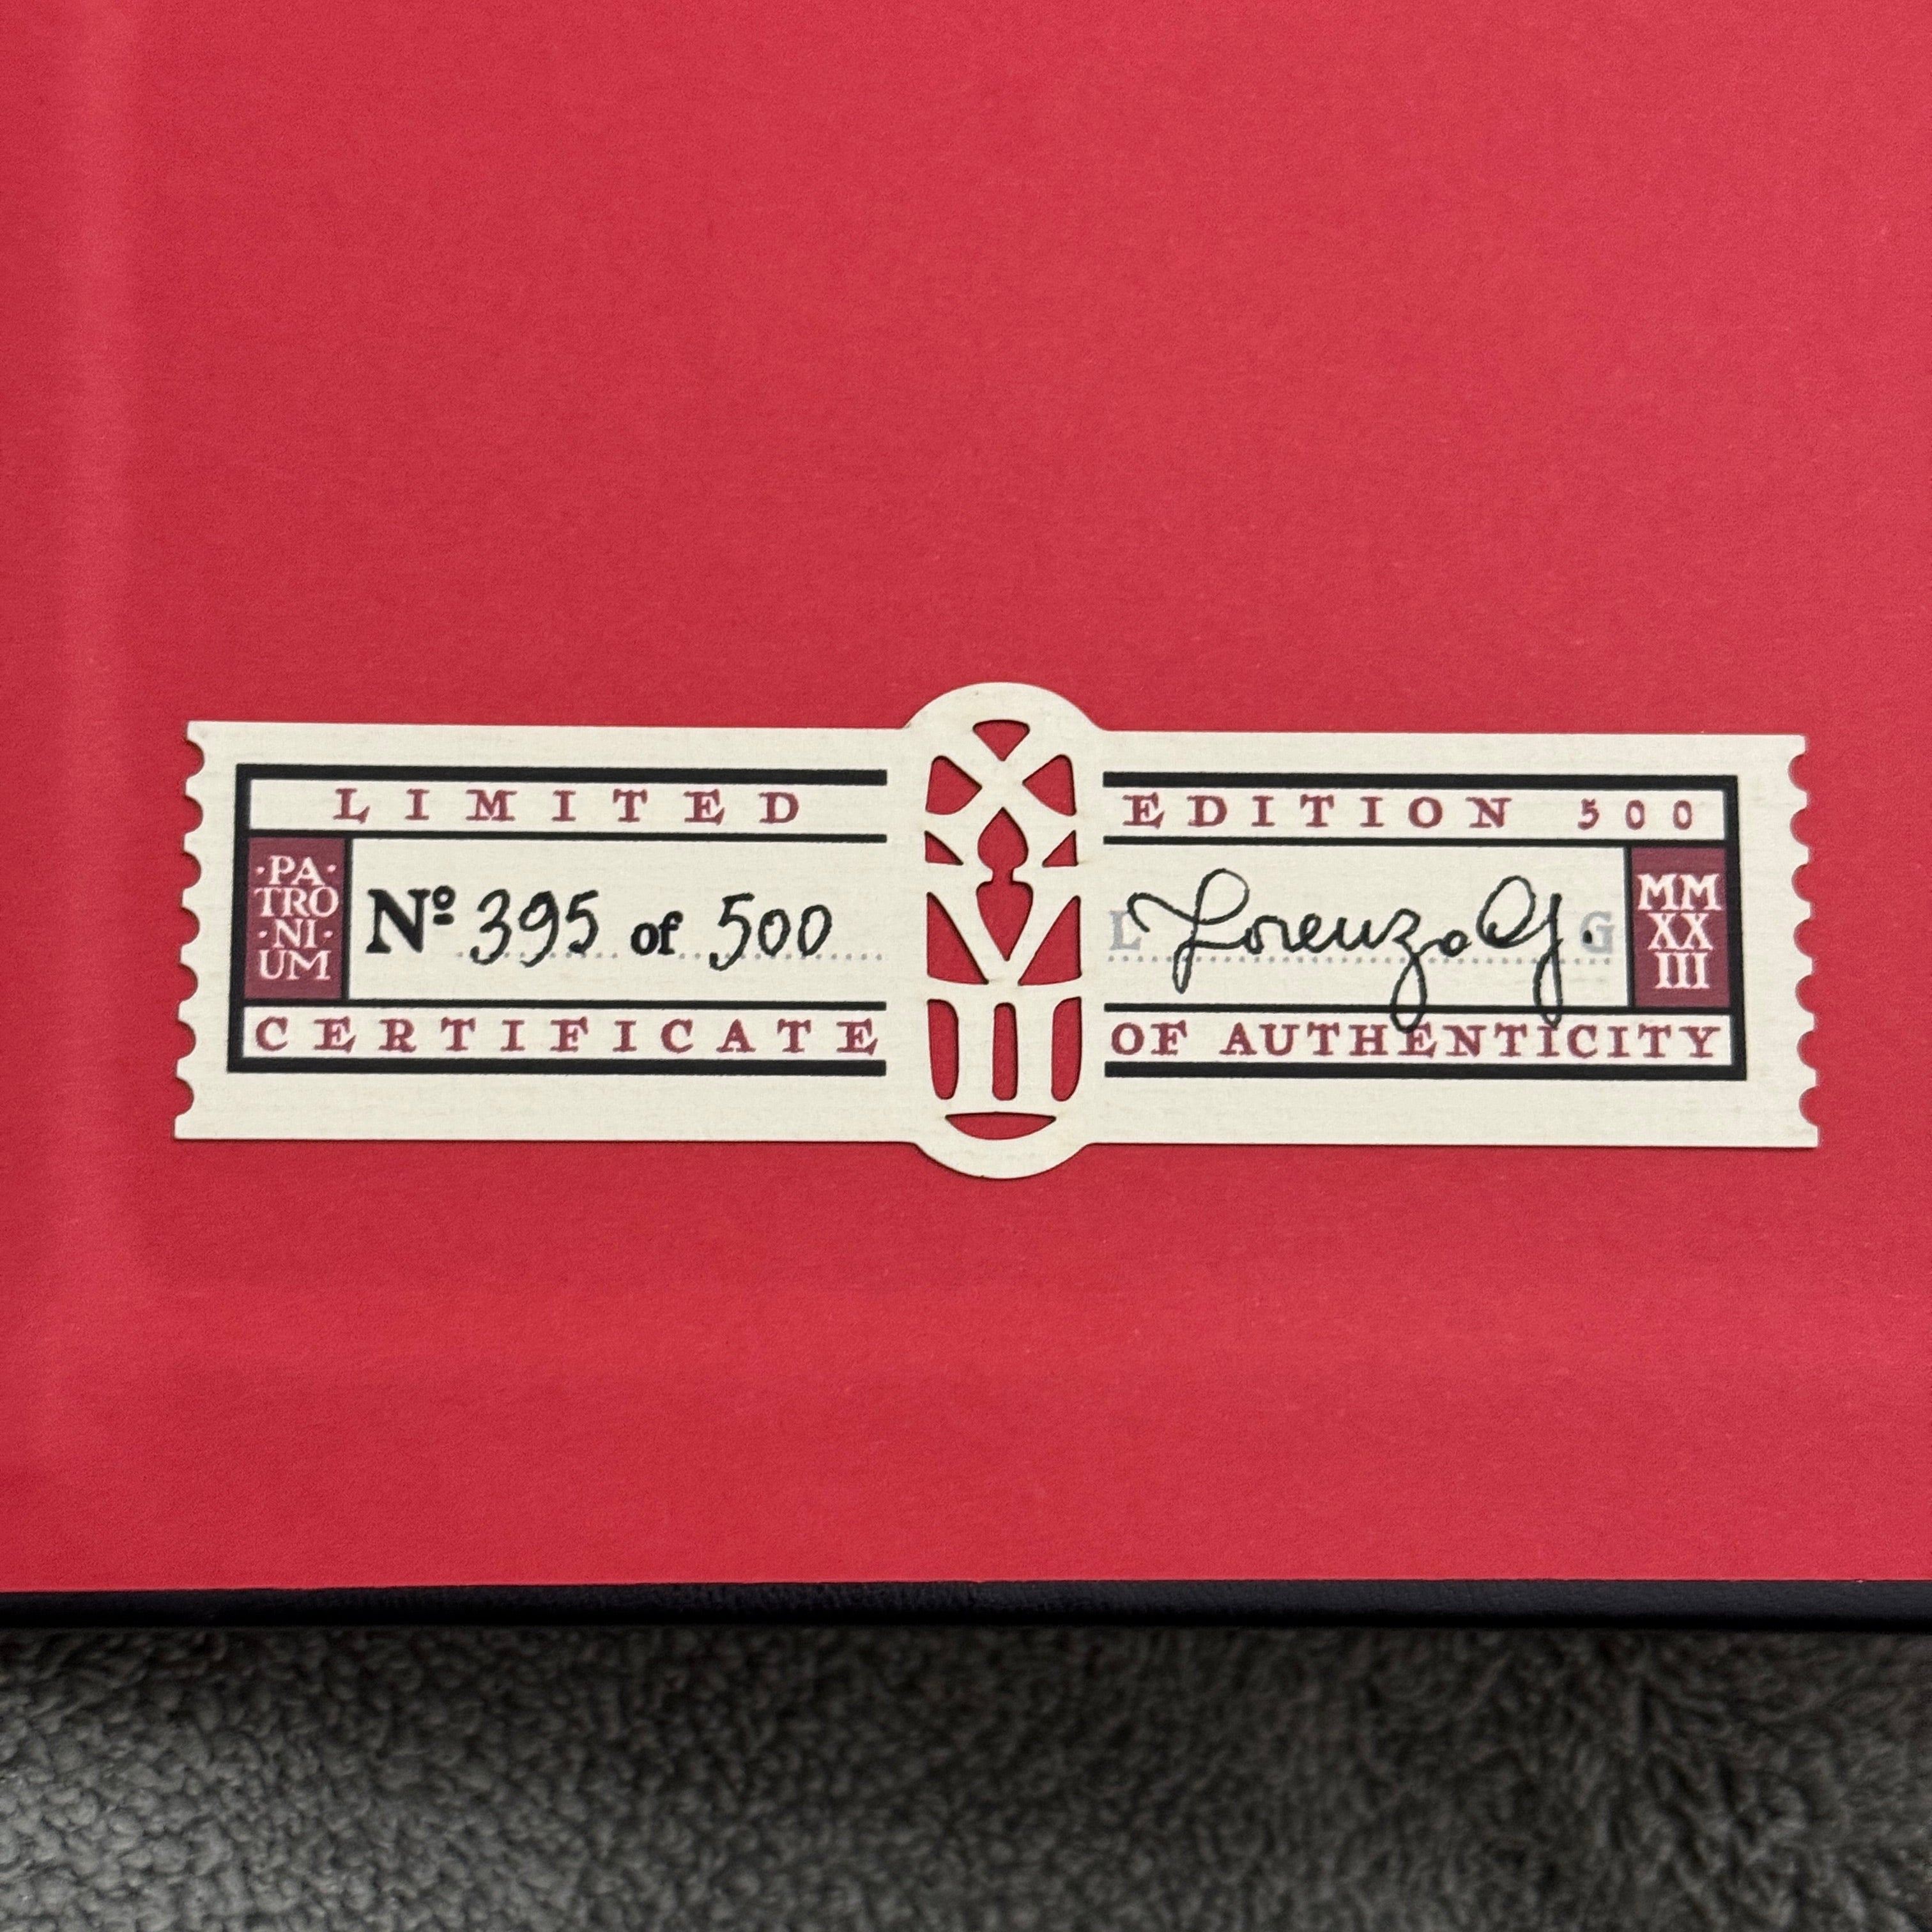 LIMITED EDITION 500
·PA·
TRO
·NI·
UM
Nº 395 of 500
L Lorenzo G. G
MM
XX
III
CERTIFICATE OF AUTHENTICITY